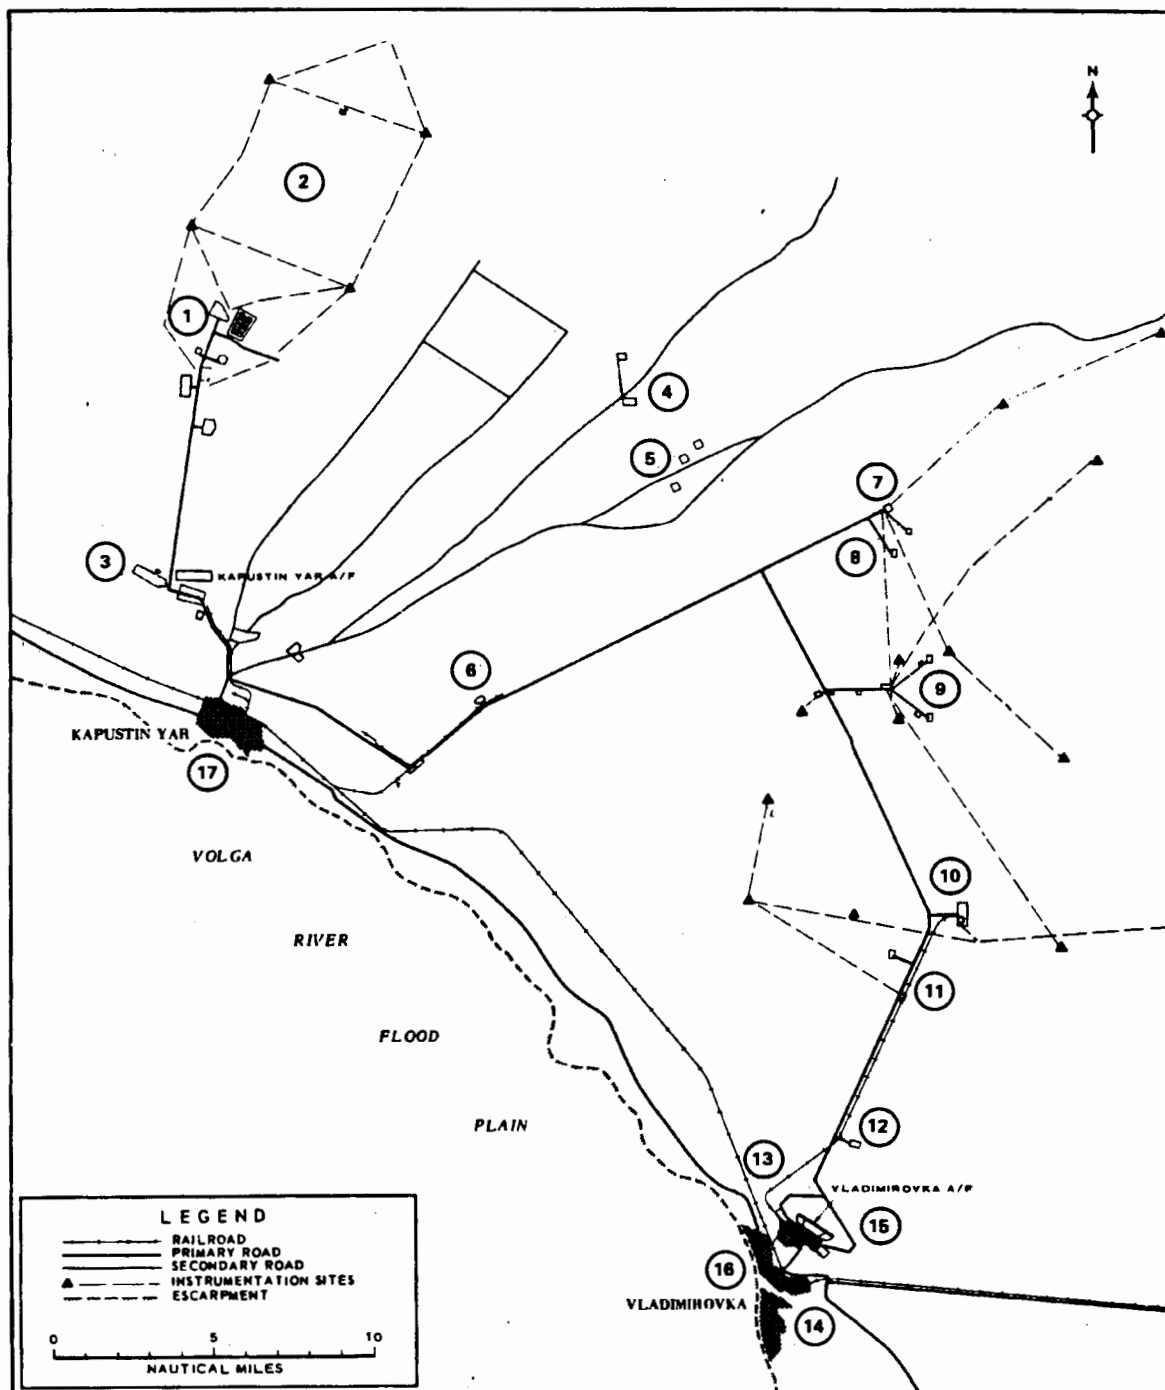 N
2
1
4
5
7
3
8
KAPUSTIN YAR A/F
6
9
KAPUSTIN YAR
17
VOLGA
10
RIVER
11
FLOOD
PLAIN
12
13
VLADIMIROVKA A/F
15
16
VLADIMIHOVKA
14
LEGEND
RAILROAD
PRIMARY ROAD
SECONDARY ROAD
INSTRUMENTATION SITES
ESCARPMENT
0 5 10
NAUTICAL MILES